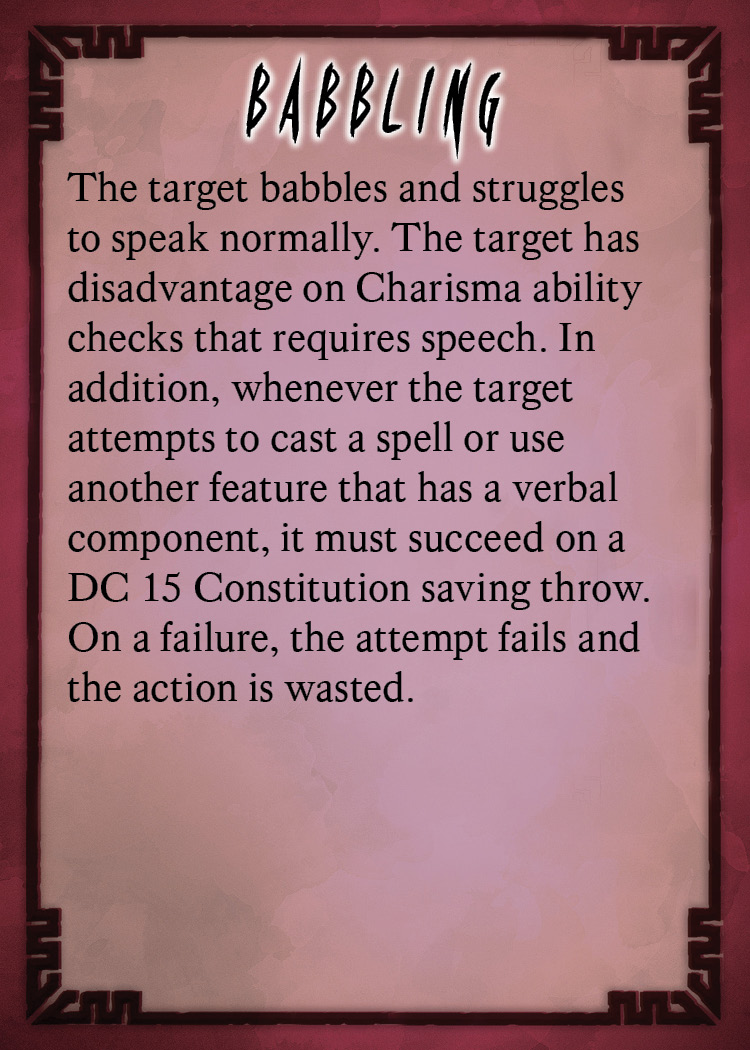 BABBLING
The target babbles and struggles
to speak normally. The target has
disadvantage on Charisma ability
checks that requires speech. In
addition, whenever the target
attempts to cast a spell or use
another feature that has a verbal
component, it must succeed on a
DC 15 Constitution saving throw.
On a failure, the attempt fails and
the action is wasted.